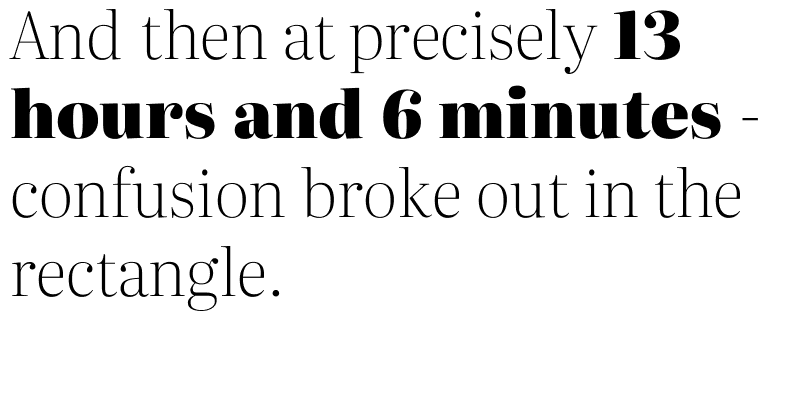 And then at precisely 13
hours and 6 minutes -
confusion broke out in the
rectangle.